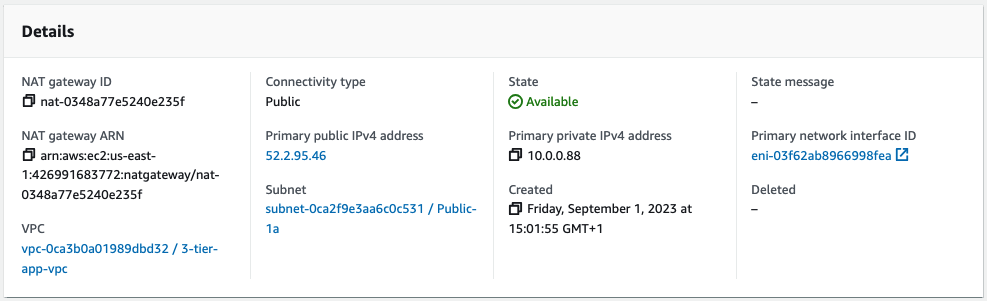 Details
NAT gateway ID
nat-0348a77e5240e235f
NAT gateway ARN
arn:aws:ec2:us-east-
1:426991683772:natgateway/nat-
0348a77e5240e235f
VPC
vpc-0ca3b0a01989dbd32 / 3-tier-
app-vpc
Connectivity type
Public
Primary public IPv4 address
52.2.95.46
Subnet
subnet-0ca2f9e3aa6c0c531 / Public-
1a
State
Available
Primary private IPv4 address
10.0.0.88
Created
Friday, September 1, 2023 at
15:01:55 GMT+1
State message
–
Primary network interface ID
eni-03f62ab8966998fea
Deleted
–